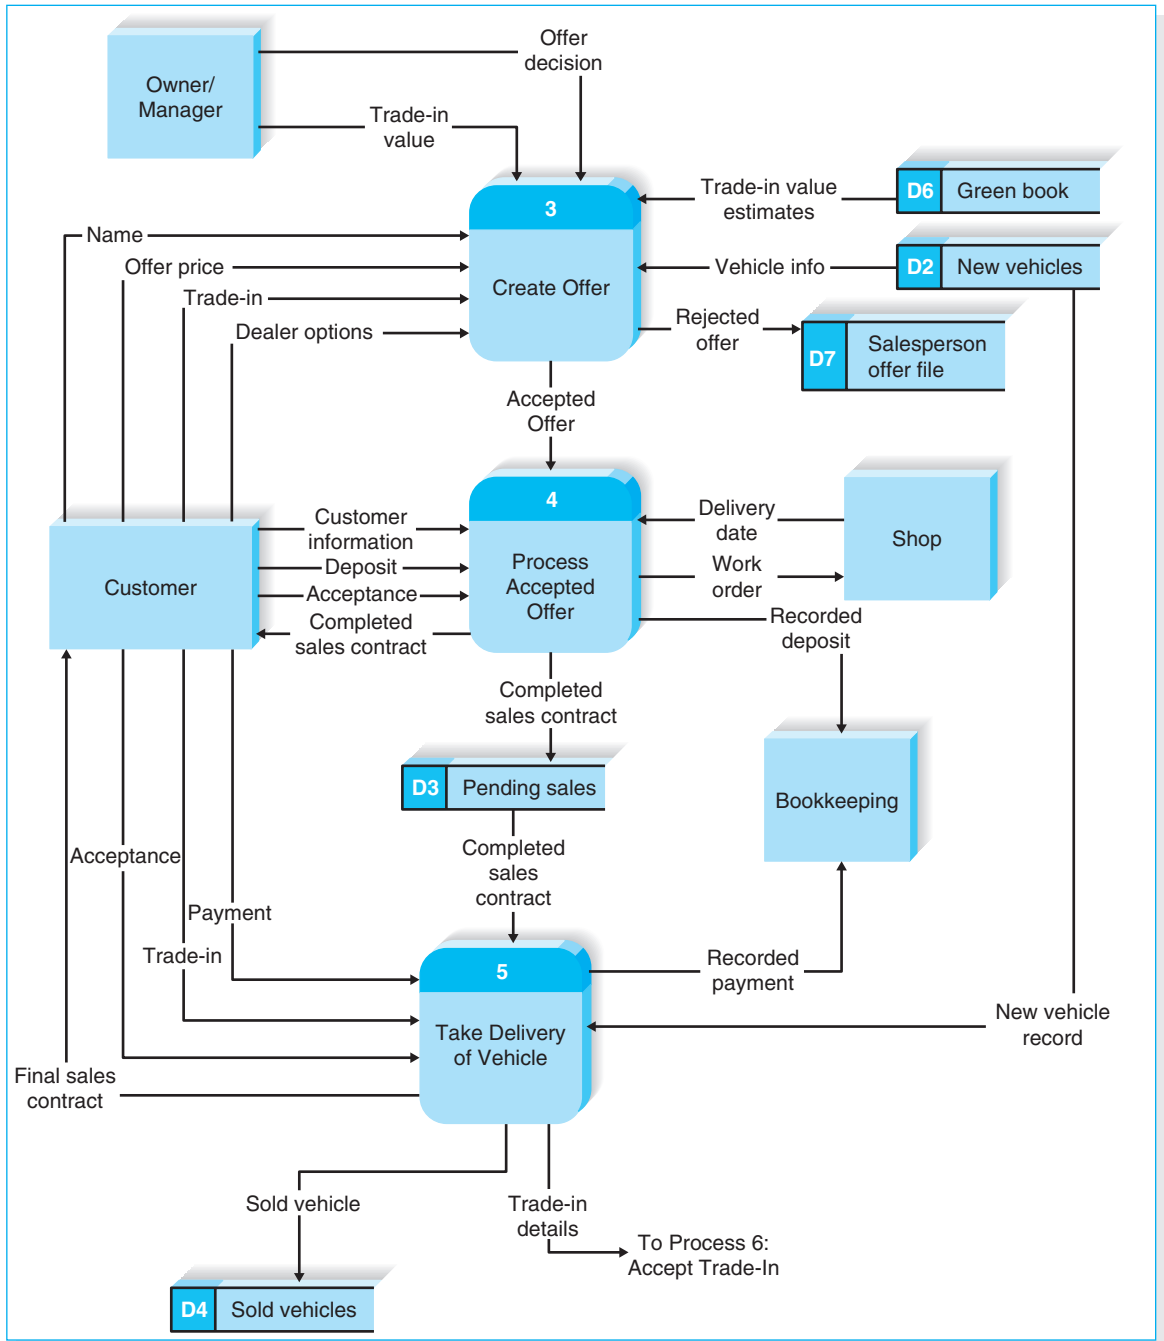 Offer
decision
Owner/
Manager
Trade-in
value
3
Create Offer
Trade-in value
estimates
D6
Green book
Name
Offer price
Trade-in
Dealer options
Vehicle info
D2
New vehicles
Rejected
offer
D7
Salesperson
offer file
Accepted
Offer
4
Process
Accepted
Offer
Customer
Customer
information
Deposit
Acceptance
Completed
sales contract
Delivery
date
Work
order
Shop
Recorded
deposit
Completed
sales contract
D3
Pending sales
Bookkeeping
Completed
sales
contract
Acceptance
Payment
Trade-in
5
Take Delivery
of Vehicle
Recorded
payment
New vehicle
record
Final sales
contract
Sold vehicle
Trade-in
details
To Process 6:
Accept Trade-In
D4
Sold vehicles